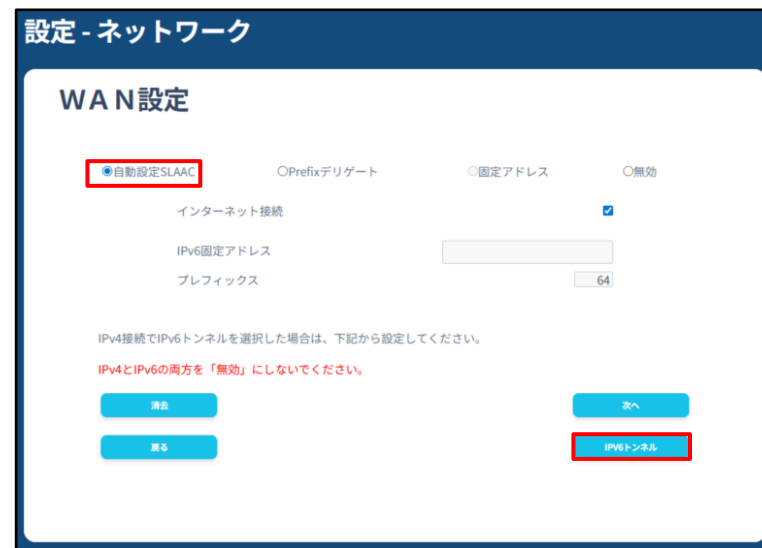 設定 - ネットワーク
ＷＡＮ設定
自動設定SLAAC Prefixデリゲート 固定アドレス 無効
インターネット接続
IPv6固定アドレス
プレフィックス 64
IPv4接続でIPv6トンネルを選択した場合は、下記から設定してください。
IPv4とIPv6の両方を「無効」にしないでください。
消去 次へ
戻る IPV6トンネル